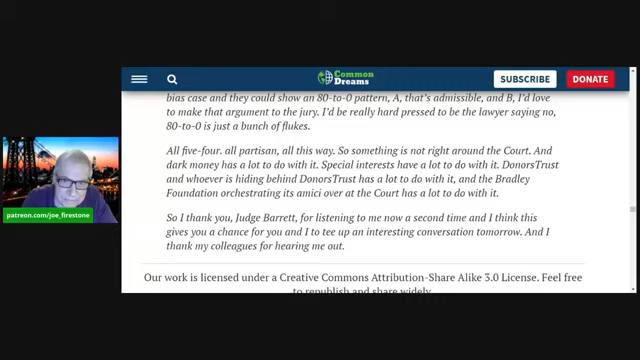 Common
Dreams
SUBSCRIBE
DONATE
bias case and they could show an 80-to-0 pattern, A, that's admissible, and B, I'd love
to make that argument to the jury. I'd be really hard pressed to be the lawyer saying no,
80-to-0 is just a bunch of flukes.
All five-four, all partisan, all this way. So something is not right around the Court. And
dark money has a lot to do with it. Special interests have a lot to do with it. DonorsTrust
and whoever is hiding behind DonorsTrust has a lot to do with it, and the Bradley
Foundation orchestrating its amici over at the Court has a lot to do with it.
So I thank you, Judge Barrett, for listening to me now a second time and I think this
gives you a chance for you and I to tee up an interesting conversation tomorrow. And I
thank my colleagues for hearing me out.
Our work is licensed under a Creative Commons Attribution-Share Alike 3.0 License. Feel free
to republish and share widely.
patreon.com/joe_firestone